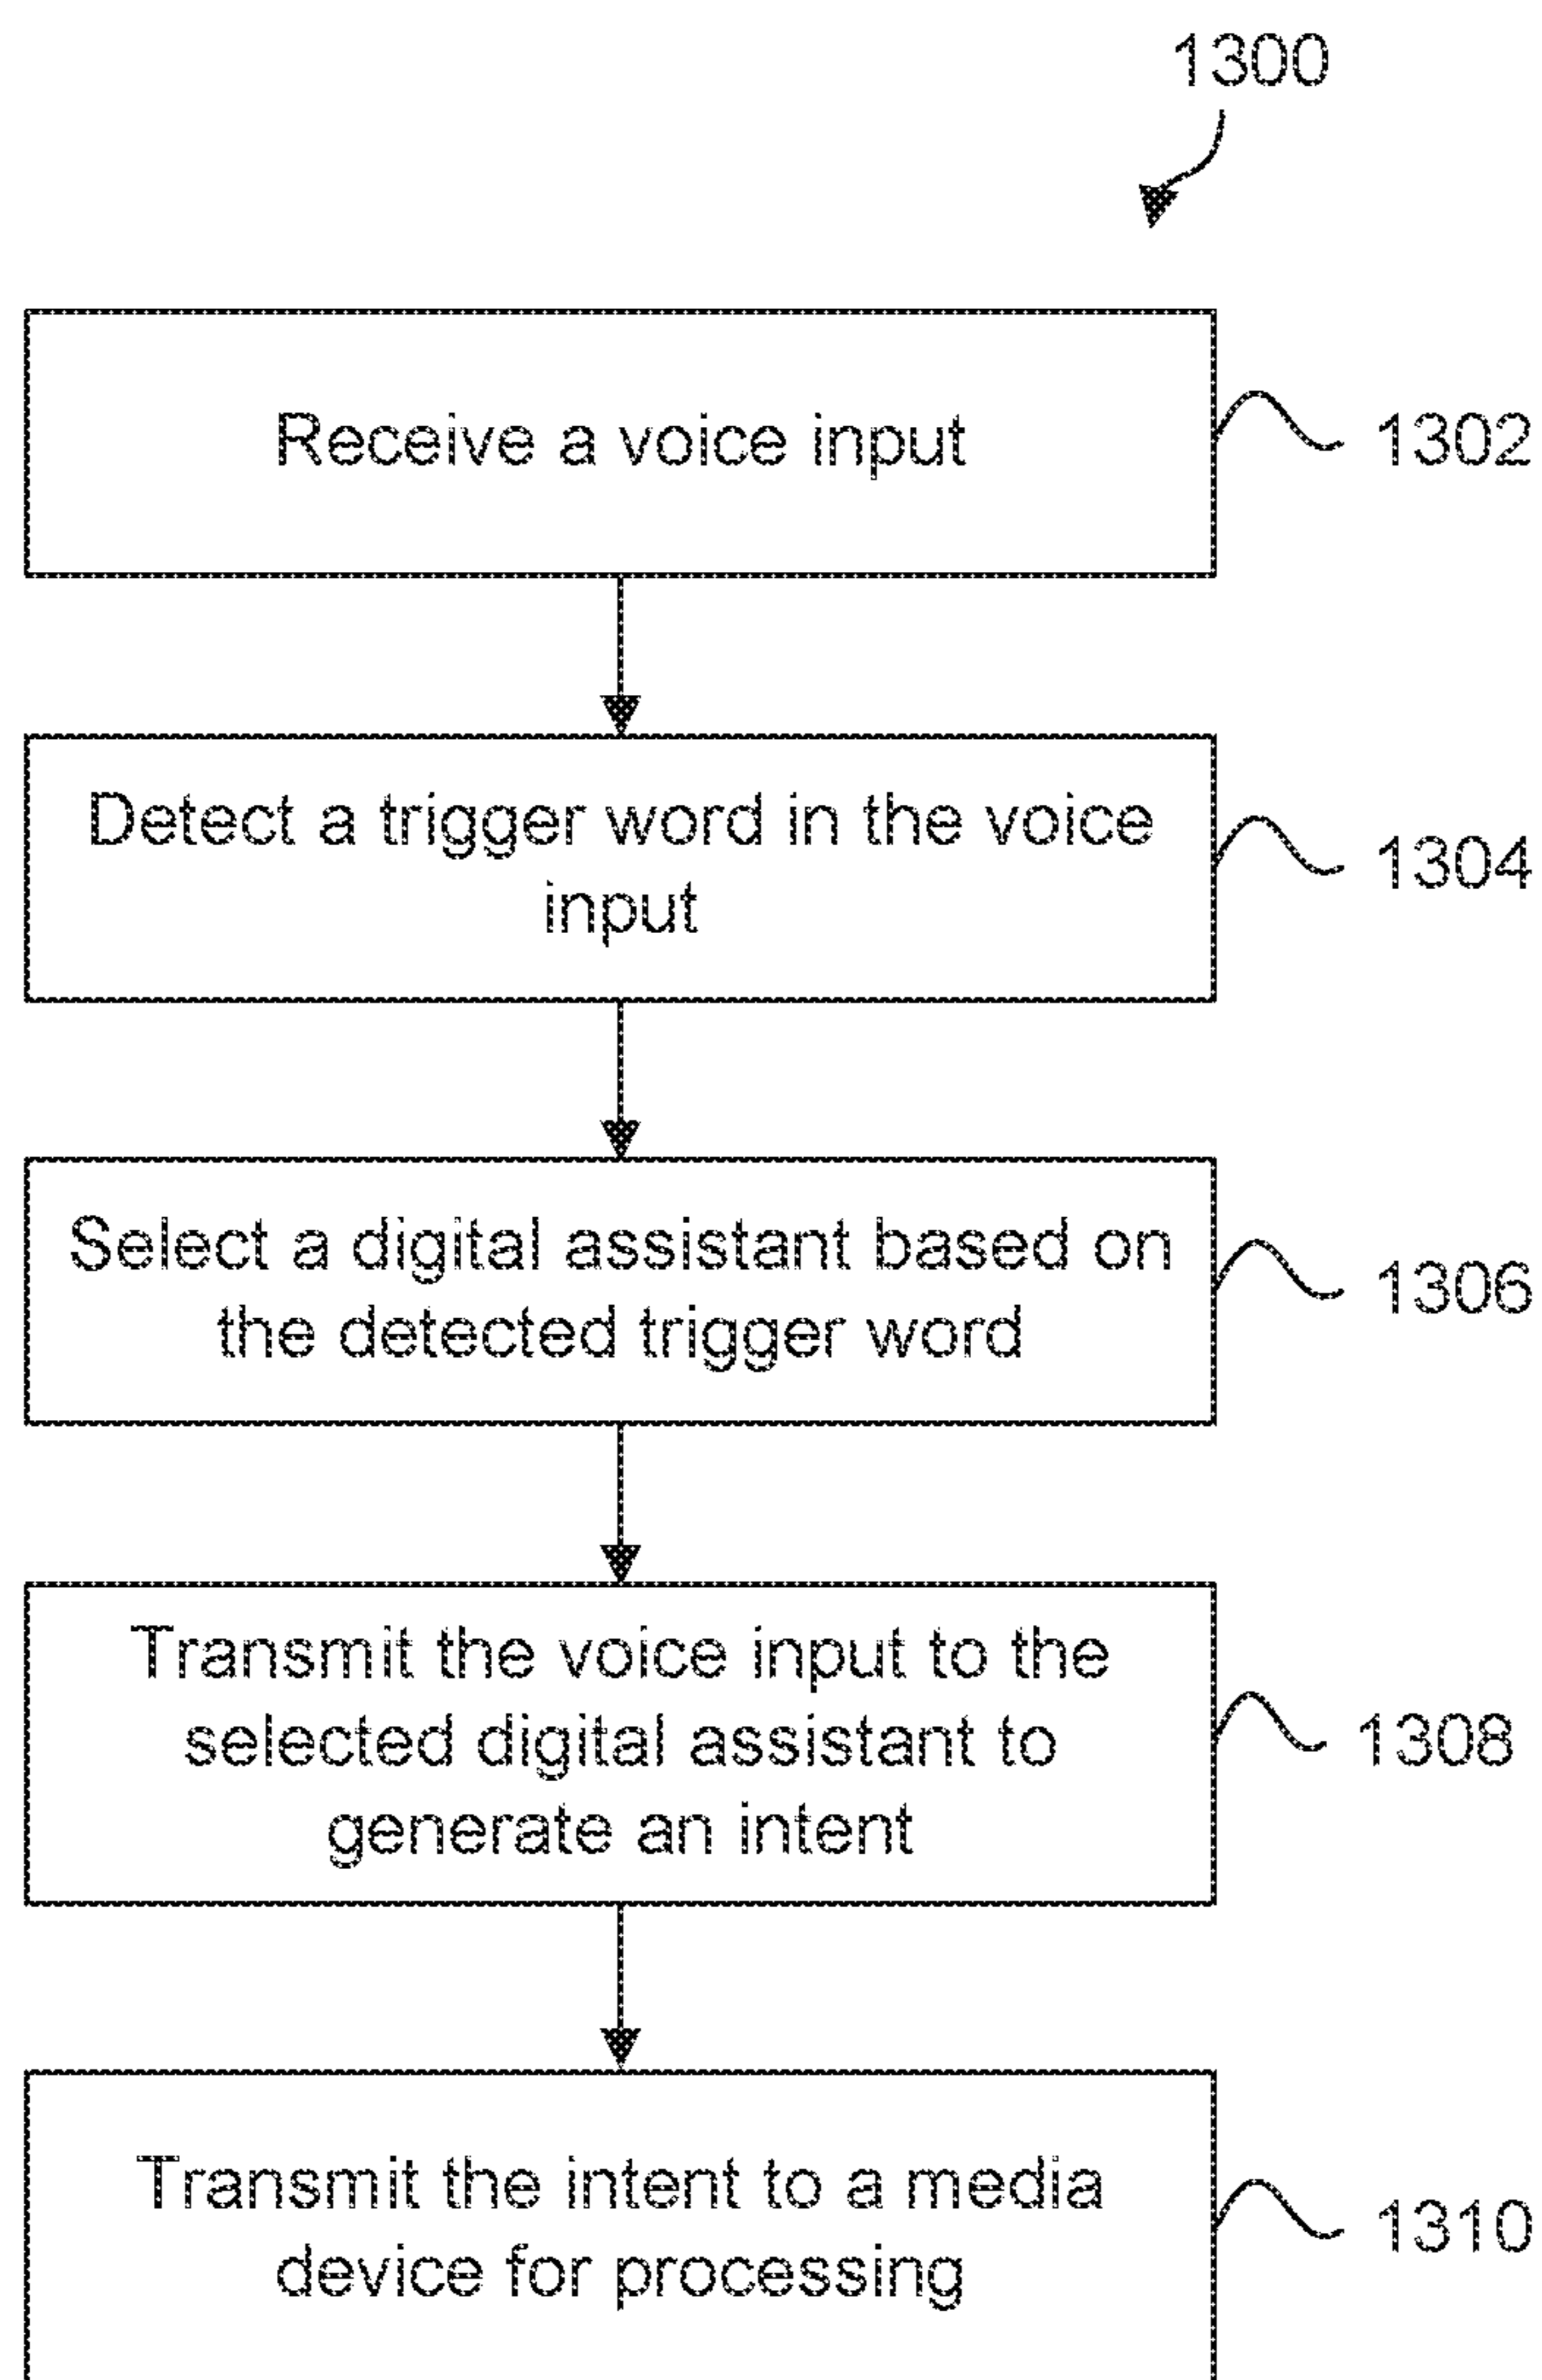 1300
Receive a voice input
1302
Detect a trigger word in the voice
input
1304
Select a digital assistant based on
the detected trigger word
1306
Transmit the voice input to the
selected digital assistant to
generate an intent
1308
Transmit the intent to a media
device for processing
1310